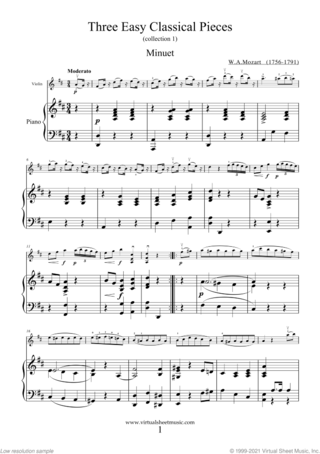 Three Easy Classical Pieces
(collection 1)
Minuet
W.A.Mozart (1756-1791)
Moderato
Violin
Piano
p
p
p
p
www.virtualsheetmusic.com
1
Low resolution sample
© 1999-2021 Virtual Sheet Music, Inc.